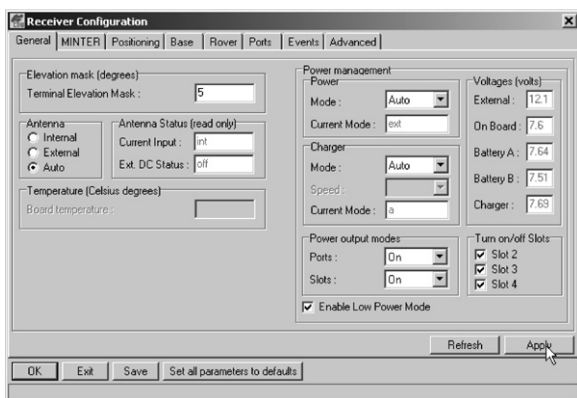 Receiver Configuration
General MINTER Positioning Base Rover Ports Events Advanced
Elevation mask (degrees)
Terminal Elevation Mask : 5
Antenna
Internal
External
Auto
Antenna Status (read only)
Current Input : int
Ext. DC Status : off
Temperature (Celsius degrees)
Board temperature :
Power management
Power
Mode : Auto
Current Mode : ext
Charger
Mode : Auto
Speed :
Current Mode : a
Power output modes
Ports : On
Slots : On
Enable Low Power Mode
Voltages (volts)
External : 12.1
On Board : 7.6
Battery A : 7.64
Battery B : 7.51
Charger : 7.69
Turn on/off Slots
Slot 2
Slot 3
Slot 4
Refresh Apply
OK Exit Save Set all parameters to defaults